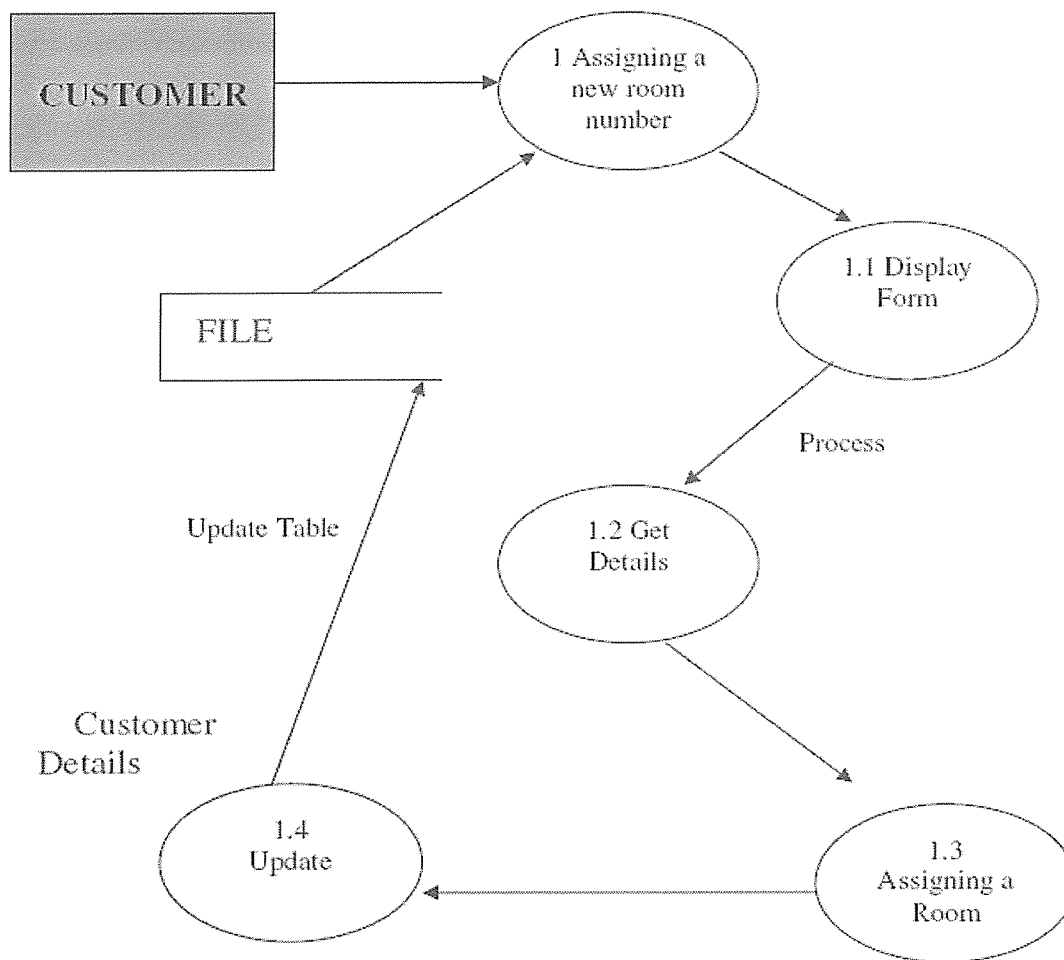 CUSTOMER
1 Assigning a
new room
number
1.1 Display
Form
FILE
Process
Update Table
1.2 Get
Details
Customer
Details
1.4
Update
1.3
Assigning a
Room